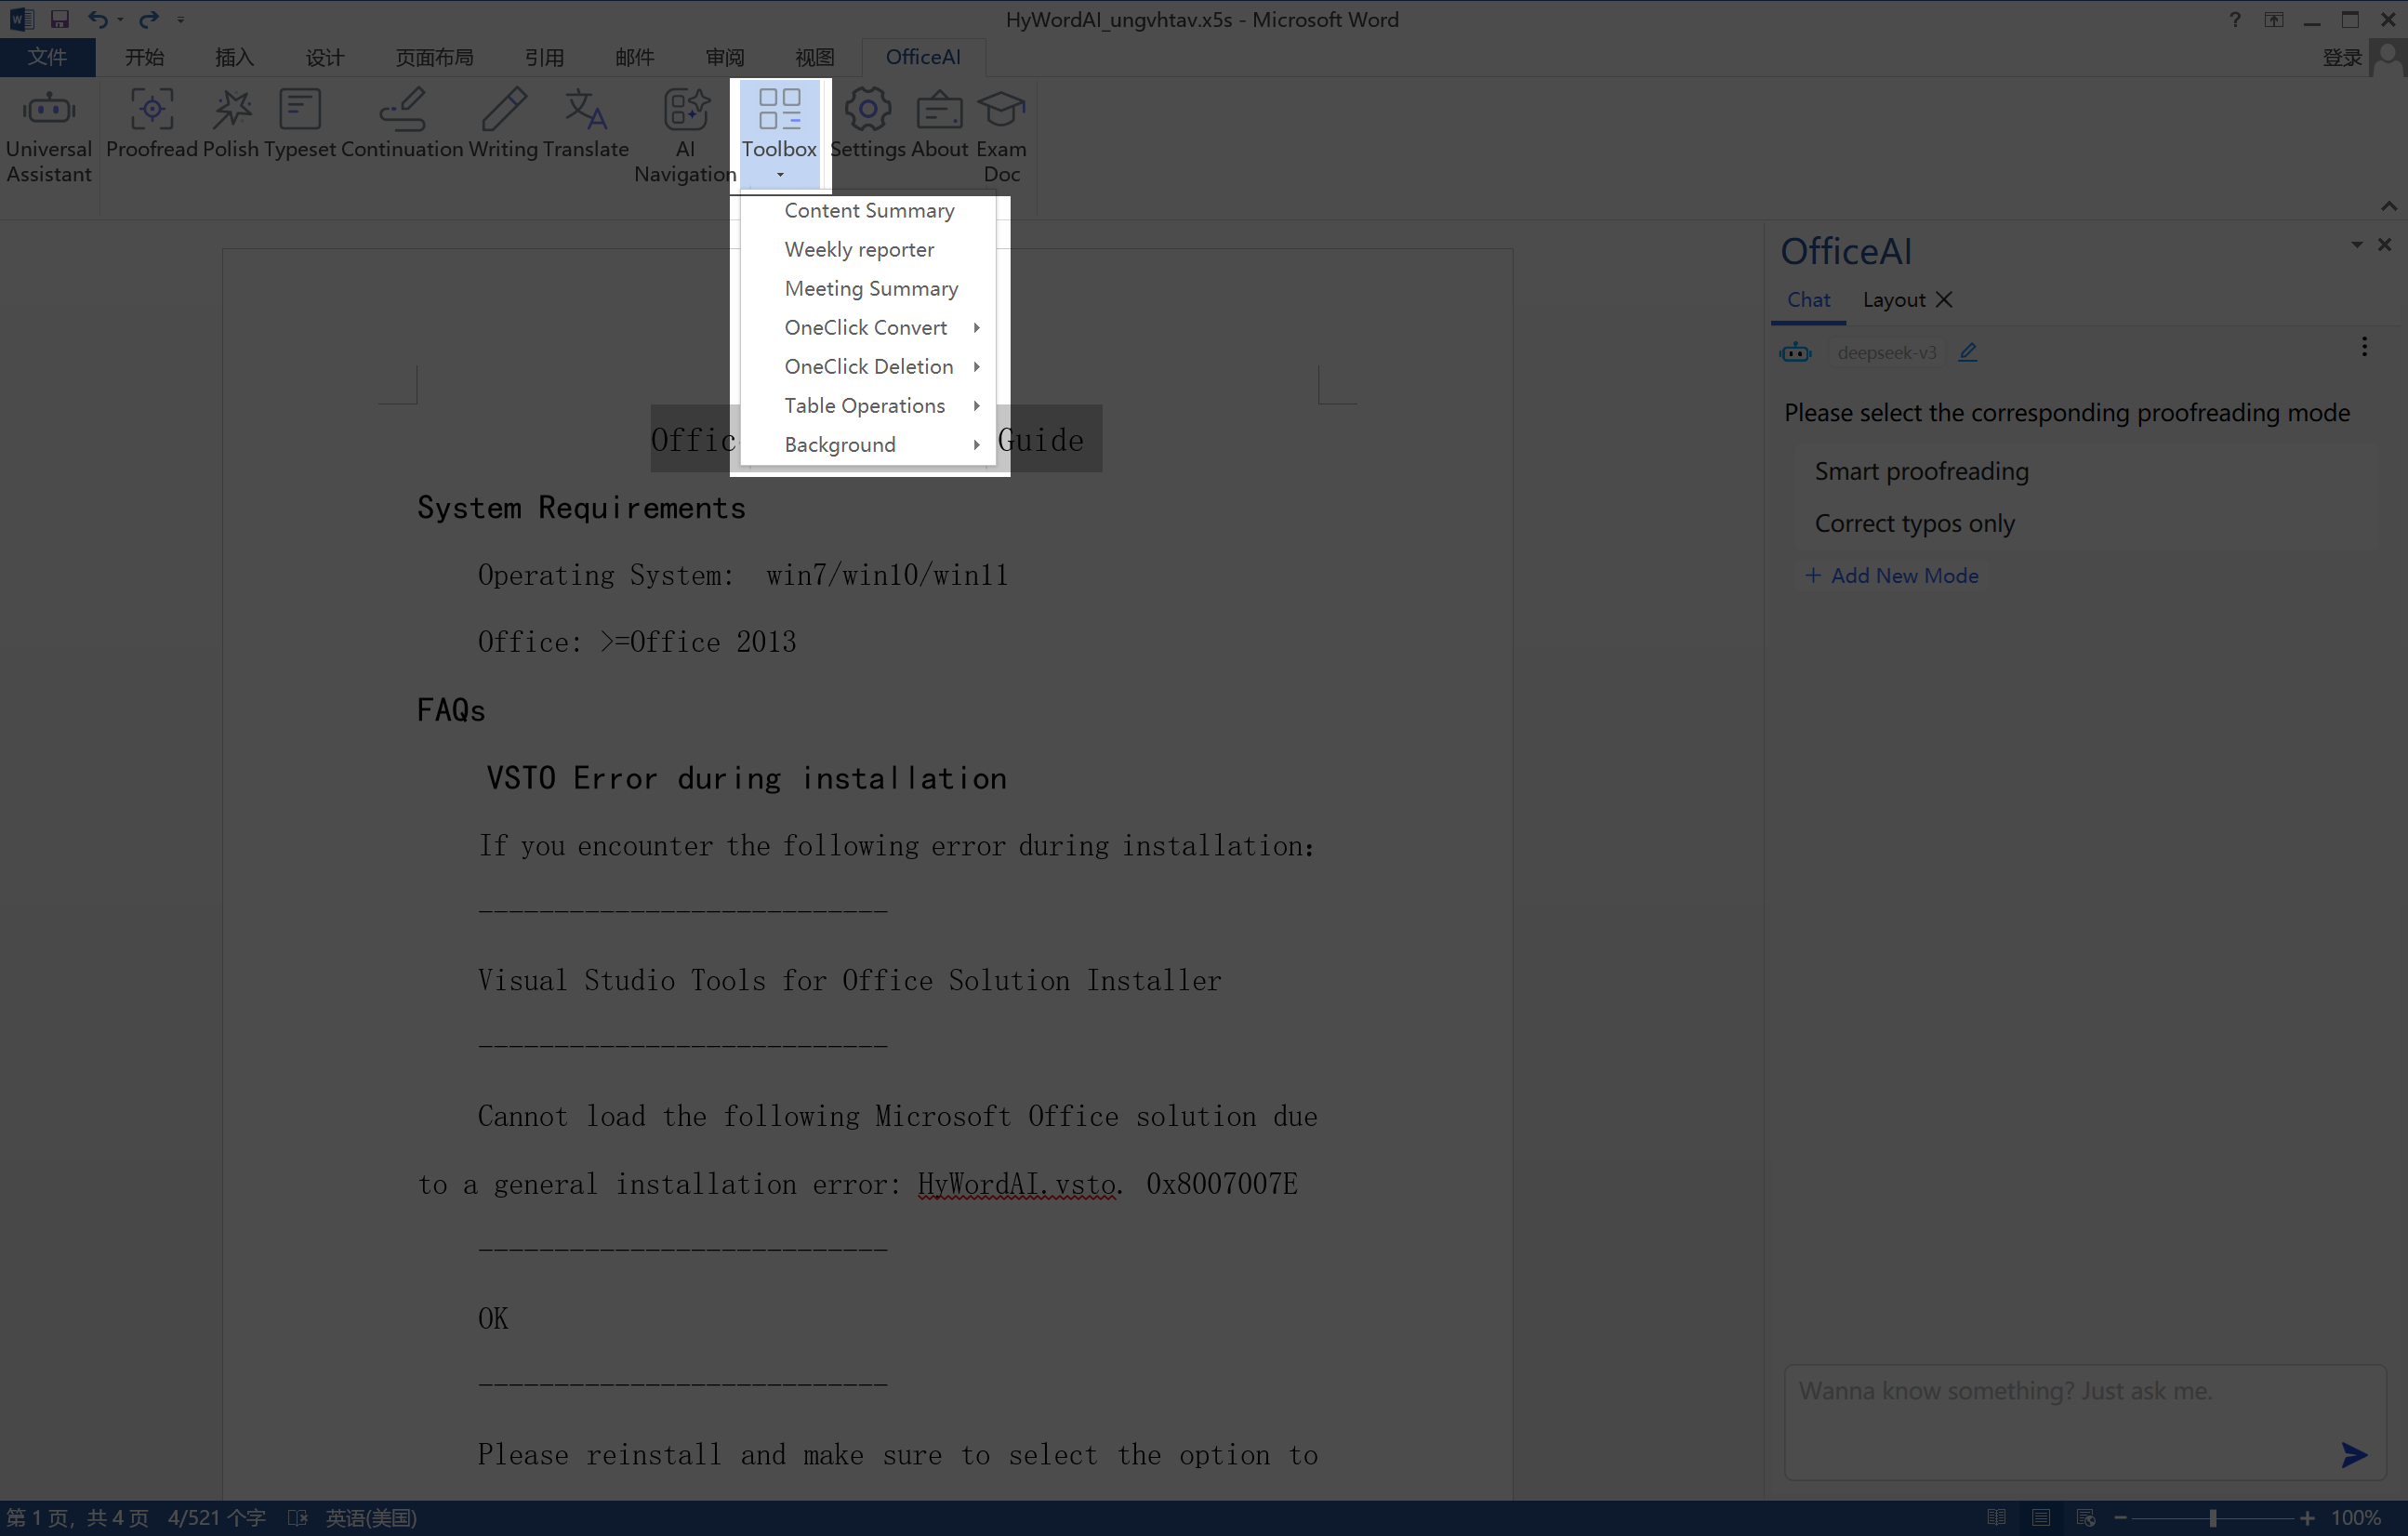 HyWordAI_ungvhtav.x5s - Microsoft Word
文件 开始 插入 设计 页面布局 引用 邮件 审阅 视图 OfficeAI 登录
Universal Assistant
Proofread
Polish
Typeset
Continuation
Writing
Translate
AI Navigation
Toolbox
Settings
About
Exam Doc
Content Summary
Weekly reporter
Meeting Summary
OneClick Convert
OneClick Deletion
Table Operations
Background
Offic Guide
System Requirements
Operating System: win7/win10/win11
Office: >=Office 2013
FAQs
VSTO Error during installation
If you encounter the following error during installation：
---------------------------
Visual Studio Tools for Office Solution Installer
---------------------------
Cannot load the following Microsoft Office solution due
to a general installation error: HyWordAI.vsto. 0x8007007E
---------------------------
OK
---------------------------
Please reinstall and make sure to select the option to
OfficeAI
Chat Layout
deepseek-v3
Please select the corresponding proofreading mode
Smart proofreading
Correct typos only
+ Add New Mode
Wanna know something? Just ask me.
第 1 页，共 4 页 4/521 个字 英语(美国) 100%